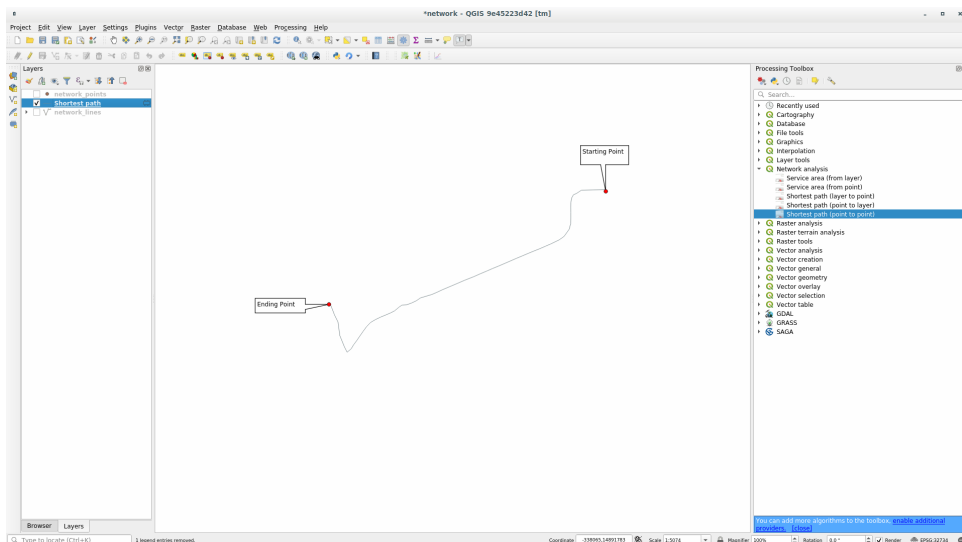 *network - QGIS 9e45223d42 [tm]
Project Edit View Layer Settings Plugins Vector Raster Database Web Processing Help
Layers
network_points
Shortest path
network_lines
Browser Layers
Starting Point
Ending Point
Processing Toolbox
Search...
Recently used
Cartography
Database
File tools
Graphics
Interpolation
Layer tools
Network analysis
Service area (from layer)
Service area (from point)
Shortest path (layer to point)
Shortest path (point to layer)
Shortest path (point to point)
Raster analysis
Raster terrain analysis
Raster tools
Vector analysis
Vector creation
Vector general
Vector geometry
Vector overlay
Vector selection
Vector table
GDAL
GRASS
SAGA
You can add more algorithms to the toolbox, enable additional
providers. [close]
Type to locate (Ctrl+K) 1 legend entries removed. Coordinate -338065,14891783 Scale 1:5074 Magnifier 100% Rotation 0,0 ° Render EPSG:32734